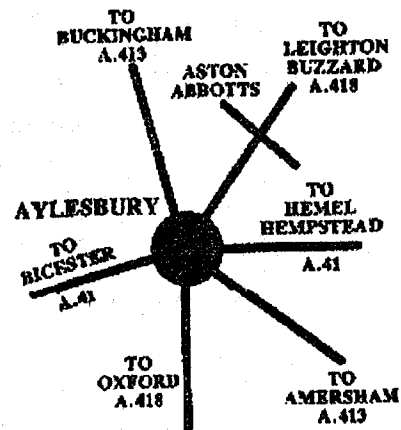 TO
BUCKINGHAM
A.413
TO
LEIGHTON
BUZZARD
A.418
ASTON
ABBOTTS
AYLESBURY
TO
HEMEL
HEMPSTEAD
A.41
TO
BICESTER
A.41
TO
OXFORD
A.418
TO
AMERSHAM
A.413